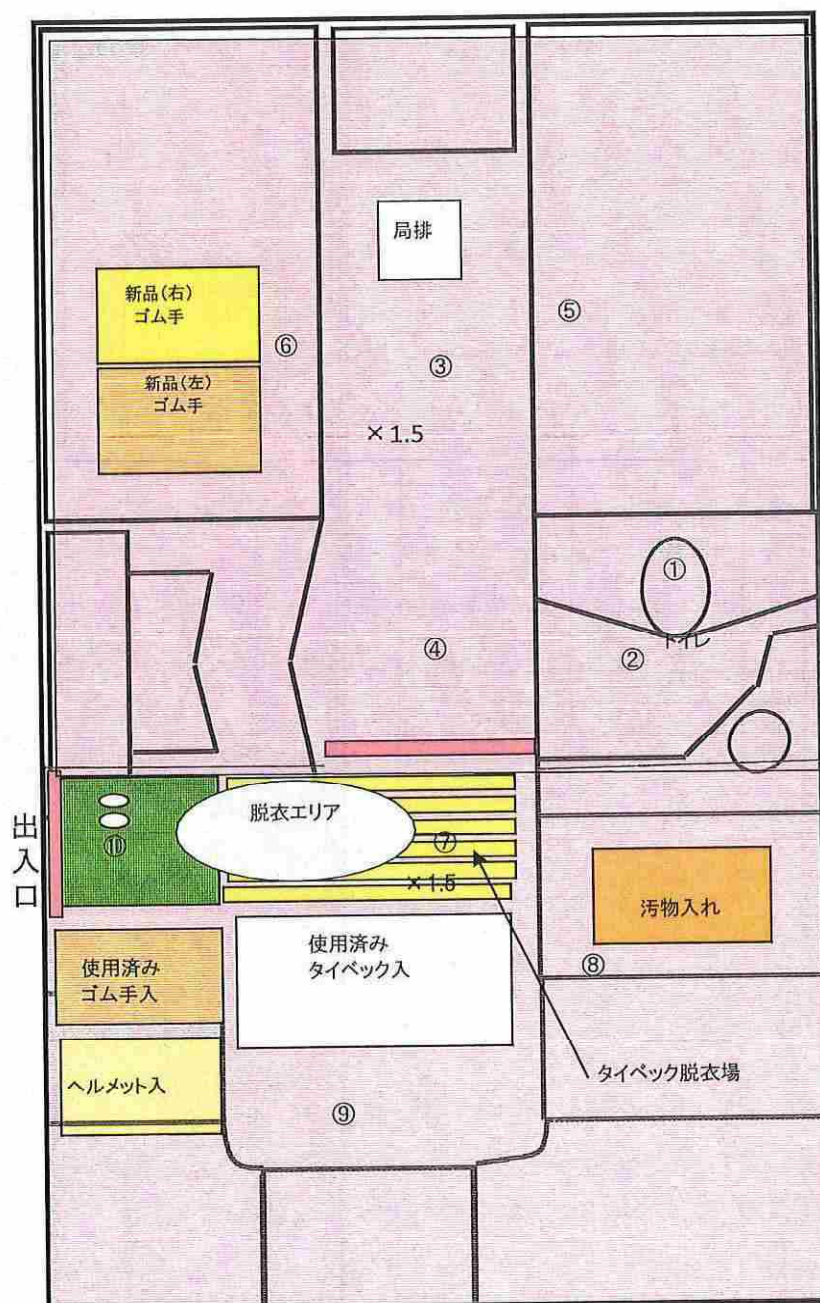 局排
新品(右)
ゴム手
⑤
⑥
③
新品(左)
ゴム手
×1.5
①
トイレ
④
②
出入口
脱衣エリア
⑩
⑦
×1.5
汚物入れ
使用済み
ゴム手入
使用済み
タイベック入
⑧
タイベック脱衣場
ヘルメット入
⑨